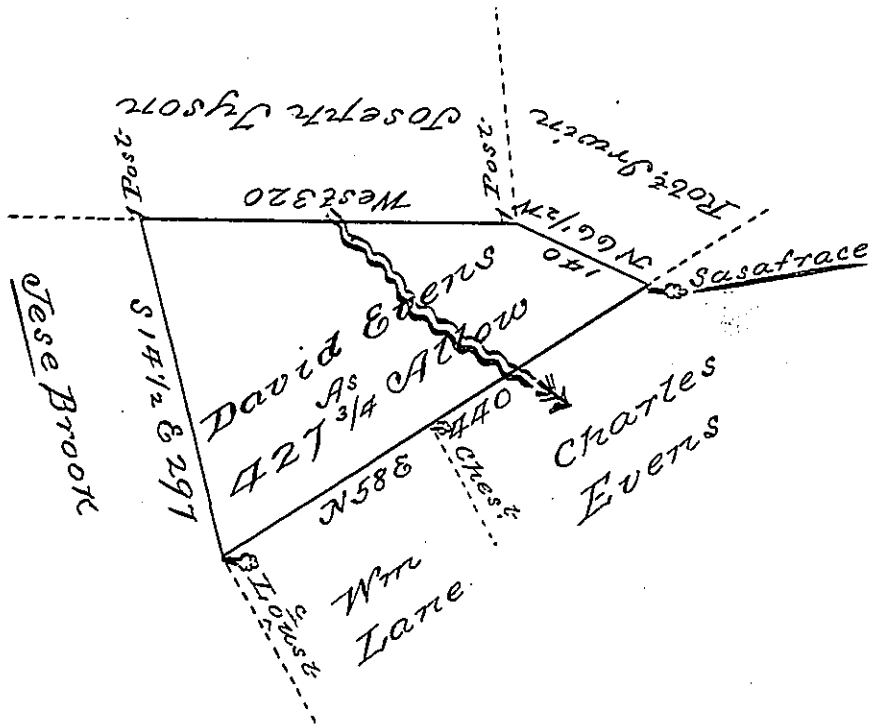 Joseph Tyson
Robt. Irwin
Post.
West 320
Post.
N 66 1/2 W
140
Sasafrace
Jese Brook
S 14 1/2 E 297
David Evens
As
427 3/4 Allow
N 58 E 440
Chest.
Charles
Evens
Locust
Wm
Lane